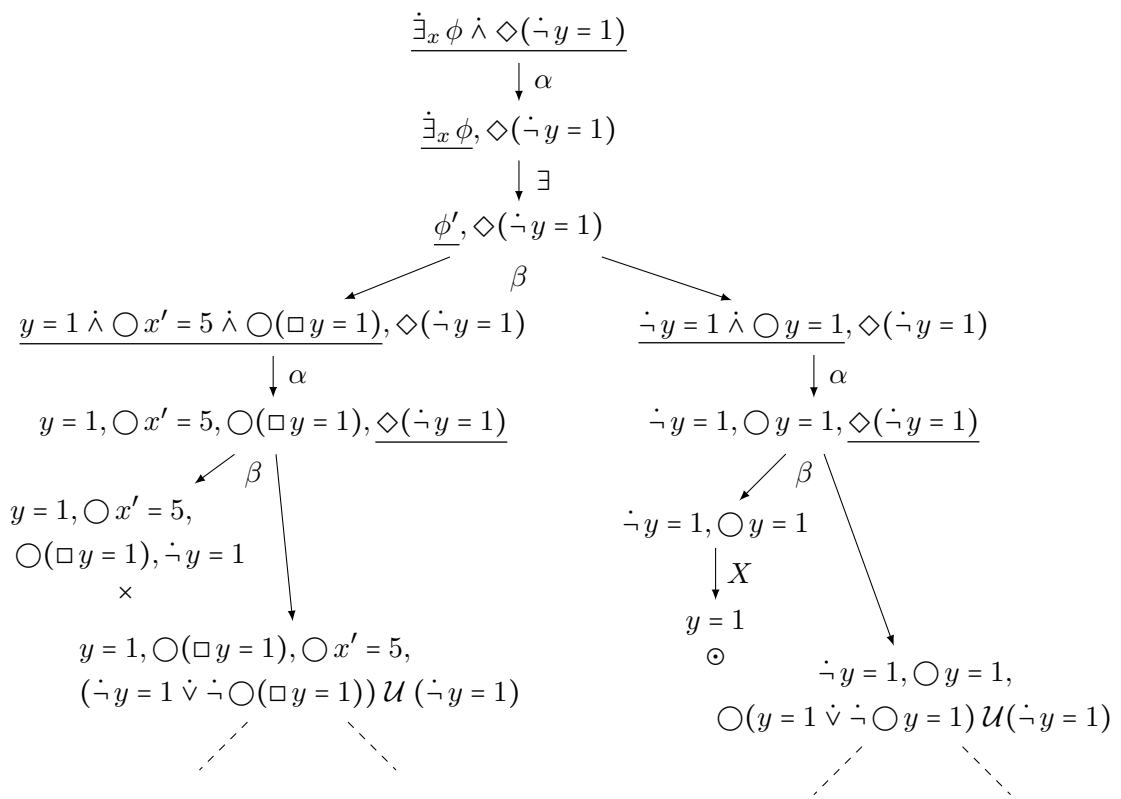 ∃̇ₓ ϕ ∧̇ ◇(¬̇ y = 1)
α
∃̇ₓ ϕ, ◇(¬̇ y = 1)
∃
ϕ′, ◇(¬̇ y = 1)
β
y = 1 ∧̇ ◯ x′ = 5 ∧̇ ◯(□ y = 1), ◇(¬̇ y = 1)
¬̇ y = 1 ∧̇ ◯ y = 1, ◇(¬̇ y = 1)
α
α
y = 1, ◯ x′ = 5, ◯(□ y = 1), ◇(¬̇ y = 1)
¬̇ y = 1, ◯ y = 1, ◇(¬̇ y = 1)
β
β
y = 1, ◯ x′ = 5,
◯(□ y = 1), ¬̇ y = 1
×
¬̇ y = 1, ◯ y = 1
X
y = 1
⊙
y = 1, ◯(□ y = 1), ◯ x′ = 5,
(¬̇ y = 1 ∨̇ ¬̇ ◯(□ y = 1)) 𝒰 (¬̇ y = 1)
¬̇ y = 1, ◯ y = 1,
◯(y = 1 ∨̇ ¬̇ ◯ y = 1) 𝒰(¬̇ y = 1)